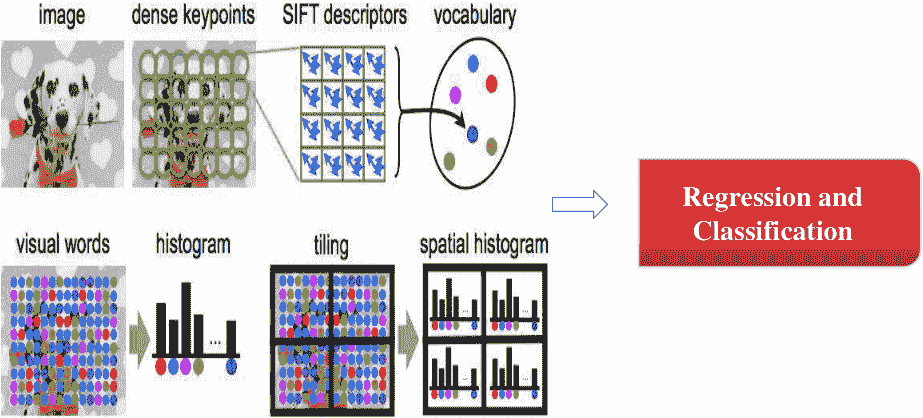 image dense keypoints SIFT descriptors vocabulary
visual words histogram tiling spatial histogram
...
... ...
... ...
Regression and
Classification